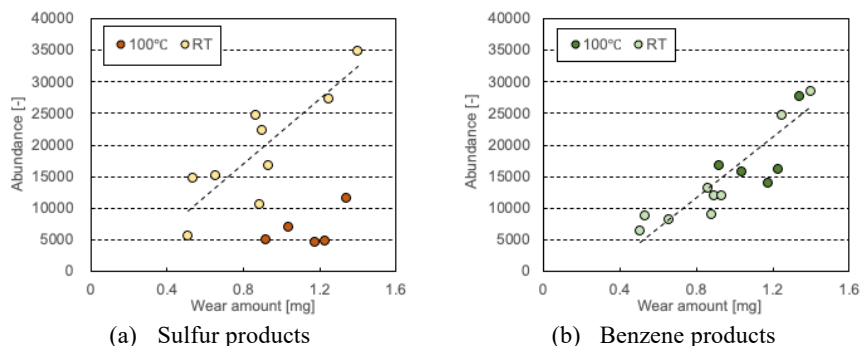 40000
35000
30000
25000
20000
15000
10000
5000
0
Abundance [-]
100℃ RT
0 0.4 0.8 1.2 1.6
Wear amount [mg]
(a) Sulfur products
40000
35000
30000
25000
20000
15000
10000
5000
0
Abundance [-]
100℃ RT
0 0.4 0.8 1.2 1.6
Wear amount [mg]
(b) Benzene products